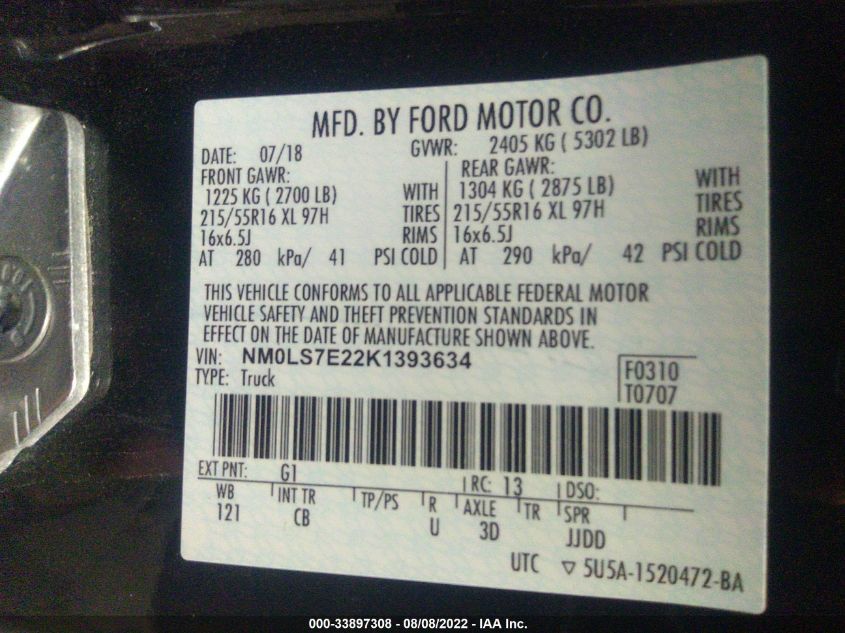 MFD. BY FORD MOTOR CO.
DATE: 07/18 GVWR: 2405 KG ( 5302 LB)
FRONT GAWR: REAR GAWR:
1225 KG ( 2700 LB) WITH 1304 KG ( 2875 LB) WITH
215/55R16 XL 97H TIRES 215/55R16 XL 97H TIRES
16x6.5J RIMS 16x6.5J RIMS
AT 280 kPa/ 41 PSI COLD AT 290 kPa/ 42 PSI COLD
THIS VEHICLE CONFORMS TO ALL APPLICABLE FEDERAL MOTOR
VEHICLE SAFETY AND THEFT PREVENTION STANDARDS IN
EFFECT ON THE DATE OF MANUFACTURE SHOWN ABOVE.
VIN: NM0LS7E22K1393634
TYPE: Truck
F0310
T0707
EXT PNT: G1 RC: 13 DSO:
WB INT TR TP/PS R AXLE TR SPR
121 CB U 3D JJDD
UTC ▽ 5U5A-1520472-BA
000-33897308 - 08/08/2022 - IAA Inc.